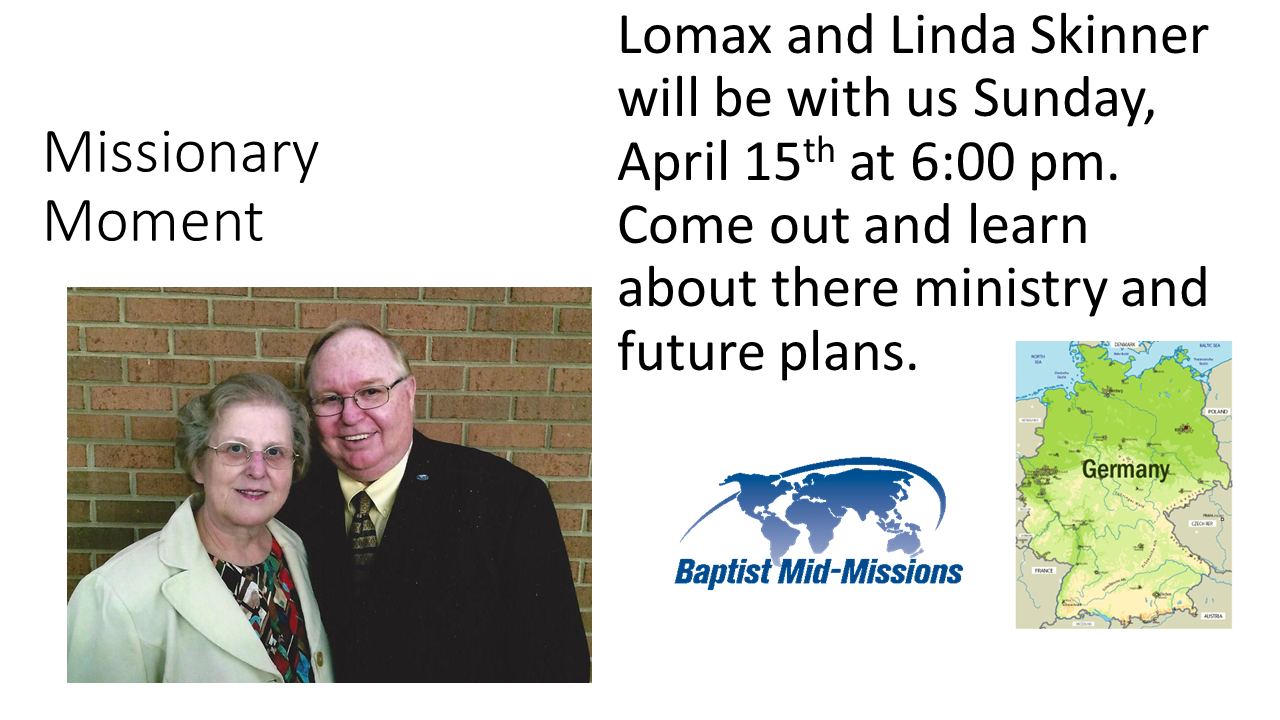 Missionary
Moment
Lomax and Linda Skinner
will be with us Sunday,
April 15th at 6:00 pm.
Come out and learn
about there ministry and
future plans.
Baptist Mid-Missions
DENMARK
BALTIC SEA
NORTH
SEA
POLAND
Germany
CZECH REP.
FRANCE
AUSTRIA